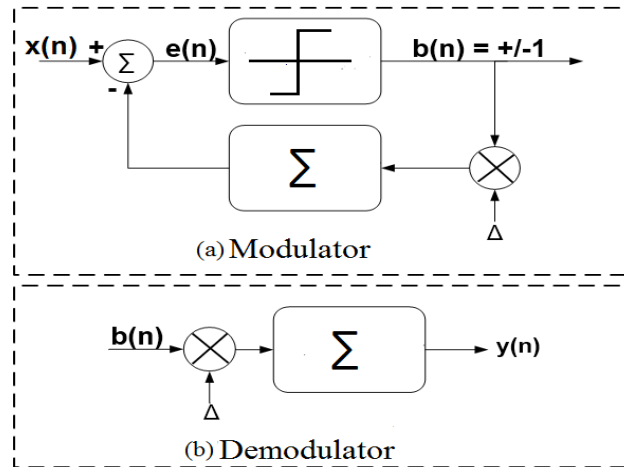 x(n) + Σ e(n) b(n) = +/-1
-
Σ
Δ
(a) Modulator
b(n) Σ y(n)
Δ
(b) Demodulator